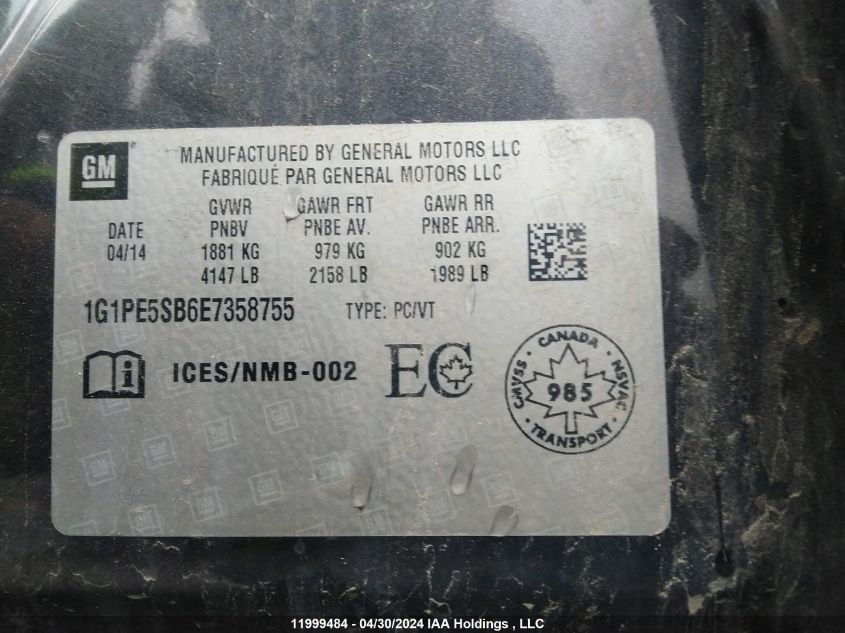 GM
MANUFACTURED BY GENERAL MOTORS LLC
FABRIQUÉ PAR GENERAL MOTORS LLC
DATE GVWR GAWR FRT GAWR RR
PNBV PNBE AV. PNBE ARR.
04/14 1881 KG 979 KG 902 KG
4147 LB 2158 LB 1989 LB
1G1PE5SB6E7358755 TYPE: PC/VT
ICES/NMB-002 EC
CANADA
CMVSS 985 NSVAC
TRANSPORT
11999484 - 04/30/2024 IAA Holdings , LLC